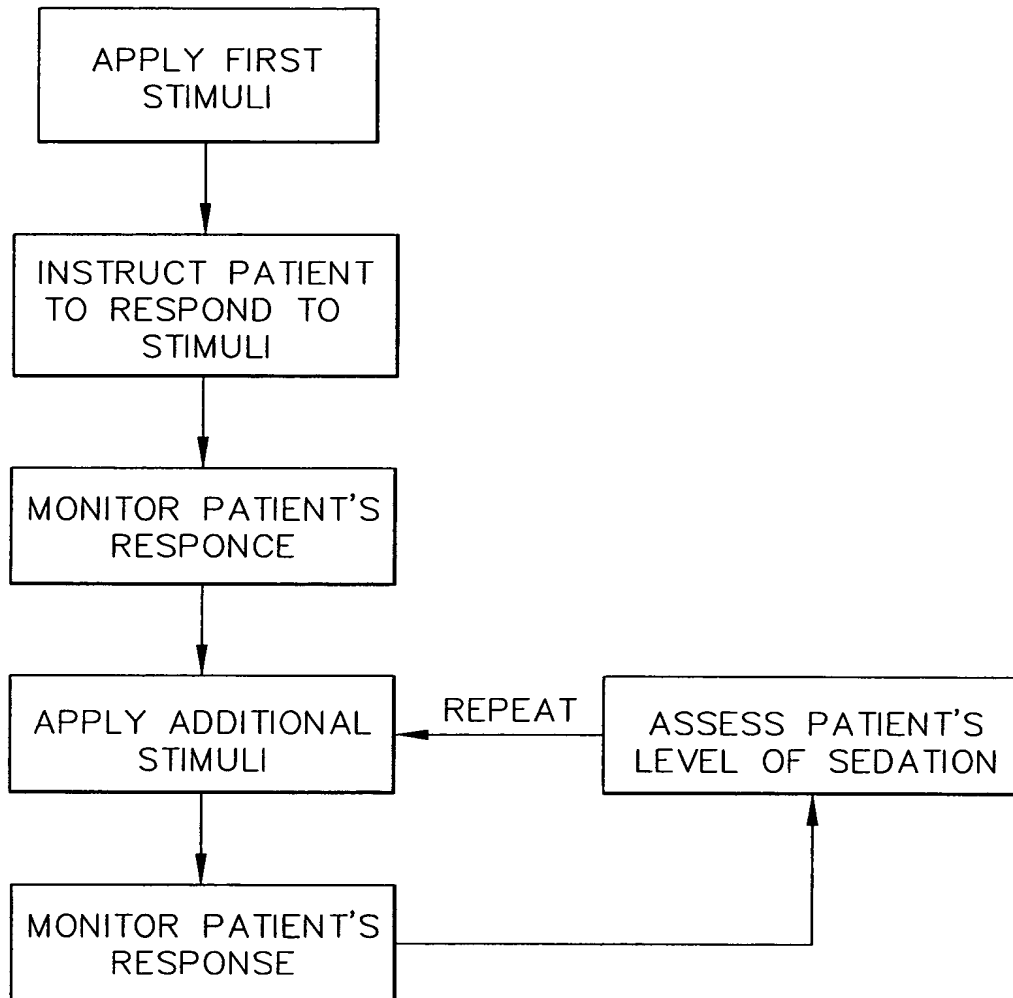 APPLY FIRST
STIMULI
INSTRUCT PATIENT
TO RESPOND TO
STIMULI
MONITOR PATIENT'S
RESPONCE
APPLY ADDITIONAL
STIMULI
REPEAT
ASSESS PATIENT'S
LEVEL OF SEDATION
MONITOR PATIENT'S
RESPONSE